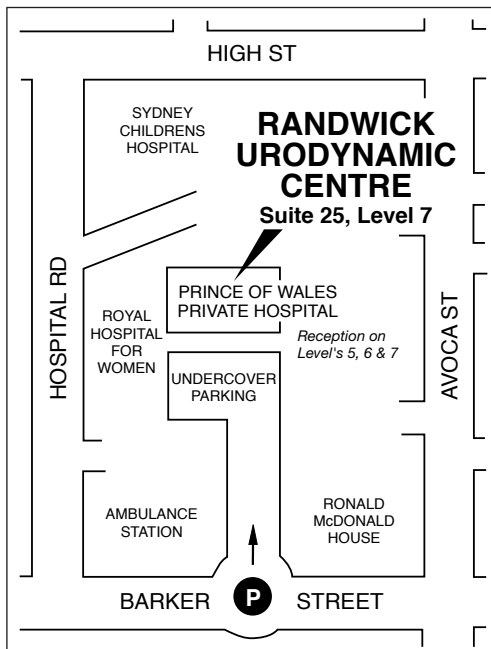 HIGH ST
SYDNEY
CHILDRENS
HOSPITAL
RANDWICK
URODYNAMIC
CENTRE
Suite 25, Level 7
HOSPITAL RD
PRINCE OF WALES
PRIVATE HOSPITAL
ROYAL
HOSPITAL
FOR
WOMEN
Reception on
Level's 5, 6 & 7
AVOCA ST
UNDERCOVER
PARKING
AMBULANCE
STATION
RONALD
McDONALD
HOUSE
BARKER P STREET